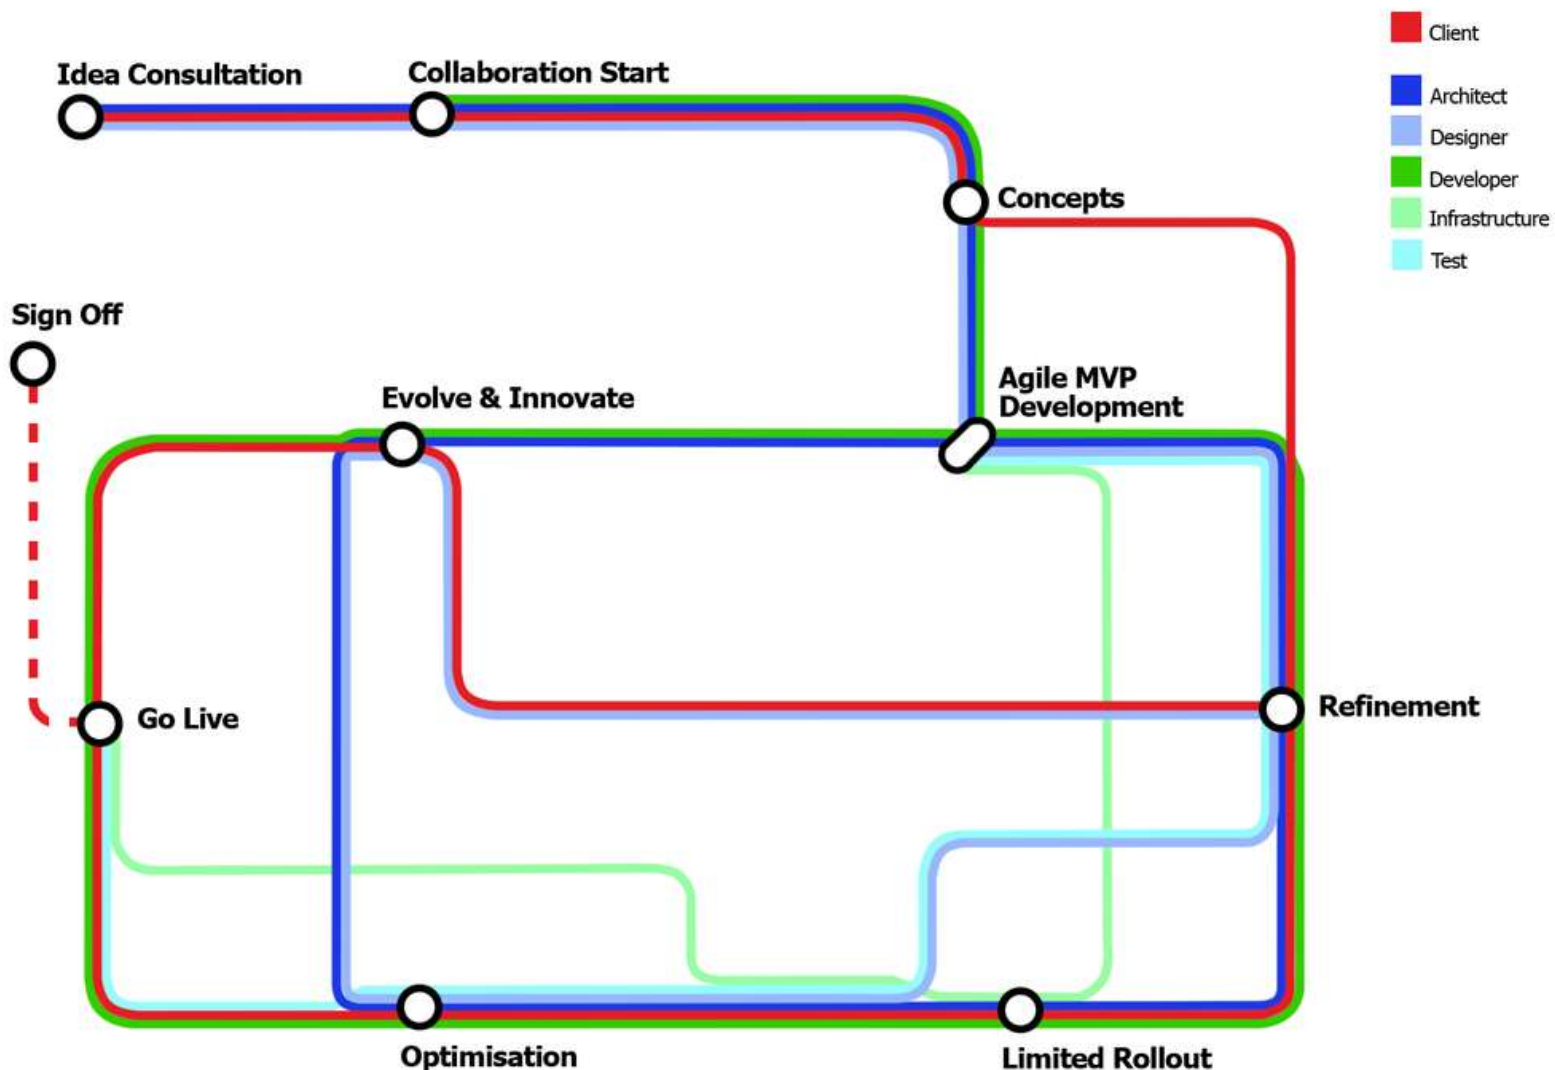 Idea Consultation
Collaboration Start
Client
Architect
Designer
Developer
Infrastructure
Test
Concepts
Sign Off
Evolve & Innovate
Agile MVP
Development
Go Live
Refinement
Optimisation
Limited Rollout